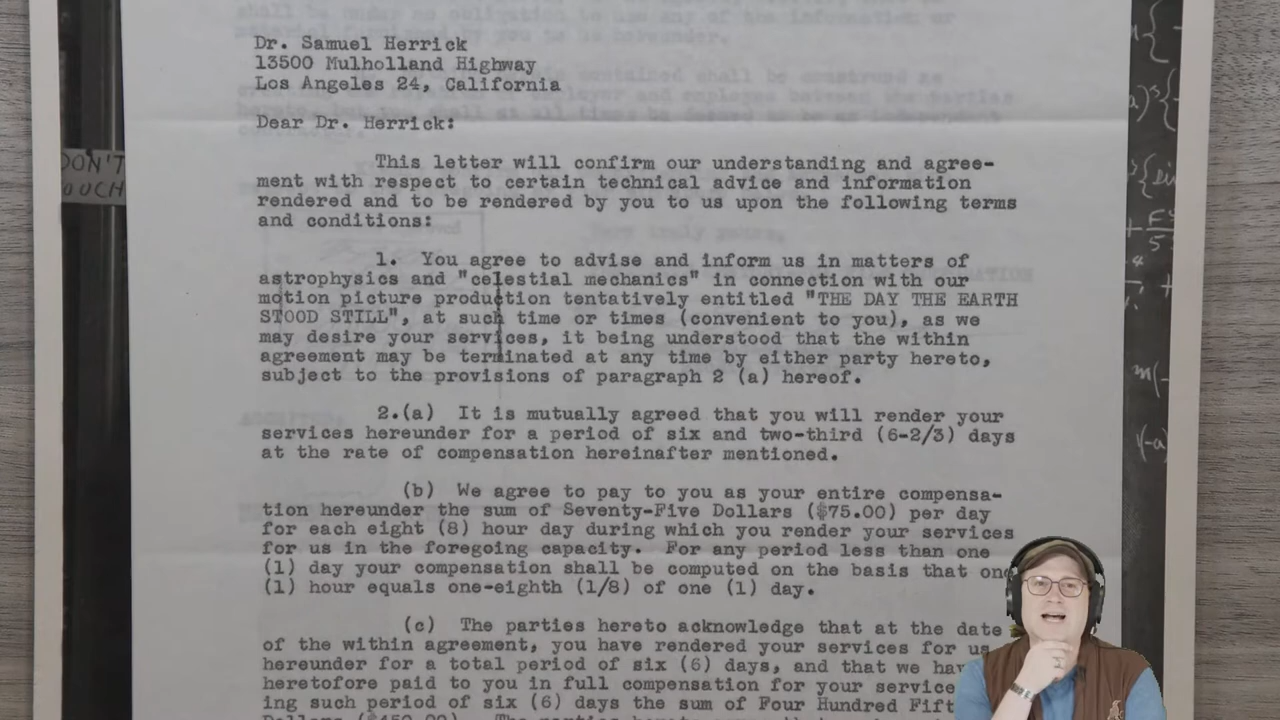 Dr. Samuel Herrick
13500 Mulholland Highway
Los Angeles 24, California
Dear Dr. Herrick:
This letter will confirm our understanding and agree-
ment with respect to certain technical advice and information
rendered and to be rendered by you to us upon the following terms
and conditions:
1. You agree to advise and inform us in matters of
astrophysics and "celestial mechanics" in connection with our
motion picture production tentatively entitled "THE DAY THE EARTH
STOOD STILL", at such time or times (convenient to you), as we
may desire your services, it being understood that the within
agreement may be terminated at any time by either party hereto,
subject to the provisions of paragraph 2 (a) hereof.
2.(a) It is mutually agreed that you will render your
services hereunder for a period of six and two-third (6-2/3) days
at the rate of compensation hereinafter mentioned.
(b) We agree to pay to you as your entire compensa-
tion hereunder the sum of Seventy-Five Dollars ($75.00) per day
for each eight (8) hour day during which you render your services
for us in the foregoing capacity. For any period less than one
(1) day your compensation shall be computed on the basis that one
(1) hour equals one-eighth (1/8) of one (1) day.
(c) The parties hereto acknowledge that at the date
of the within agreement, you have rendered your services for us
hereunder for a total period of six (6) days, and that we
heretofore paid to you in full compensation for your
ing such period of six (6) days the sum of Four Hundred
DON'T